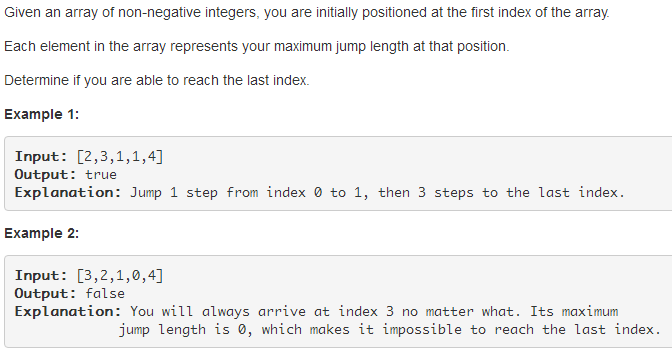 Given an array of non-negative integers, you are initially positioned at the first index of the array.
Each element in the array represents your maximum jump length at that position.
Determine if you are able to reach the last index.
Example 1:
Input: [2,3,1,1,4]
Output: true
Explanation: Jump 1 step from index 0 to 1, then 3 steps to the last index.
Example 2:
Input: [3,2,1,0,4]
Output: false
Explanation: You will always arrive at index 3 no matter what. Its maximum
jump length is 0, which makes it impossible to reach the last index.